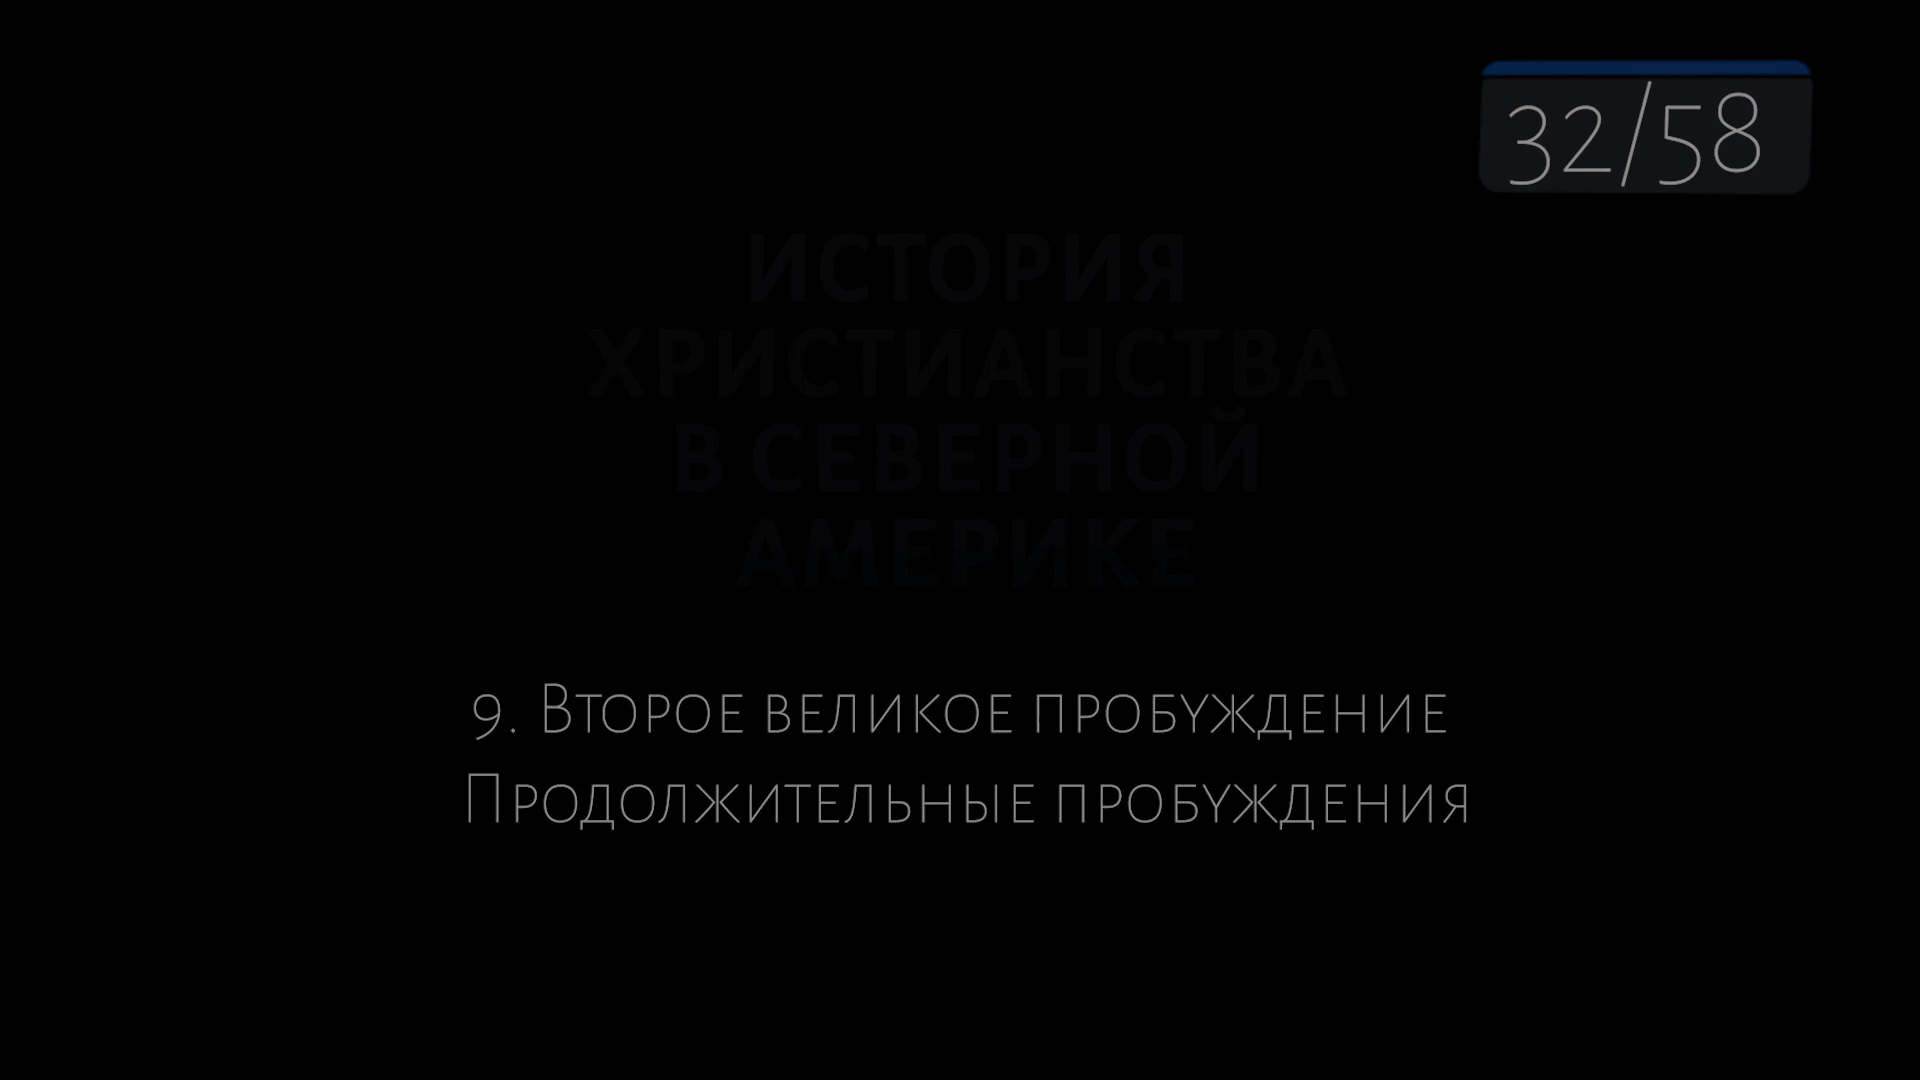 32/58
ИСТОРИЯ
ХРИСТИАНСТВА
В СЕВЕРНОЙ
АМЕРИКЕ
9. Второе великое пробуждение
Продолжительные пробуждения